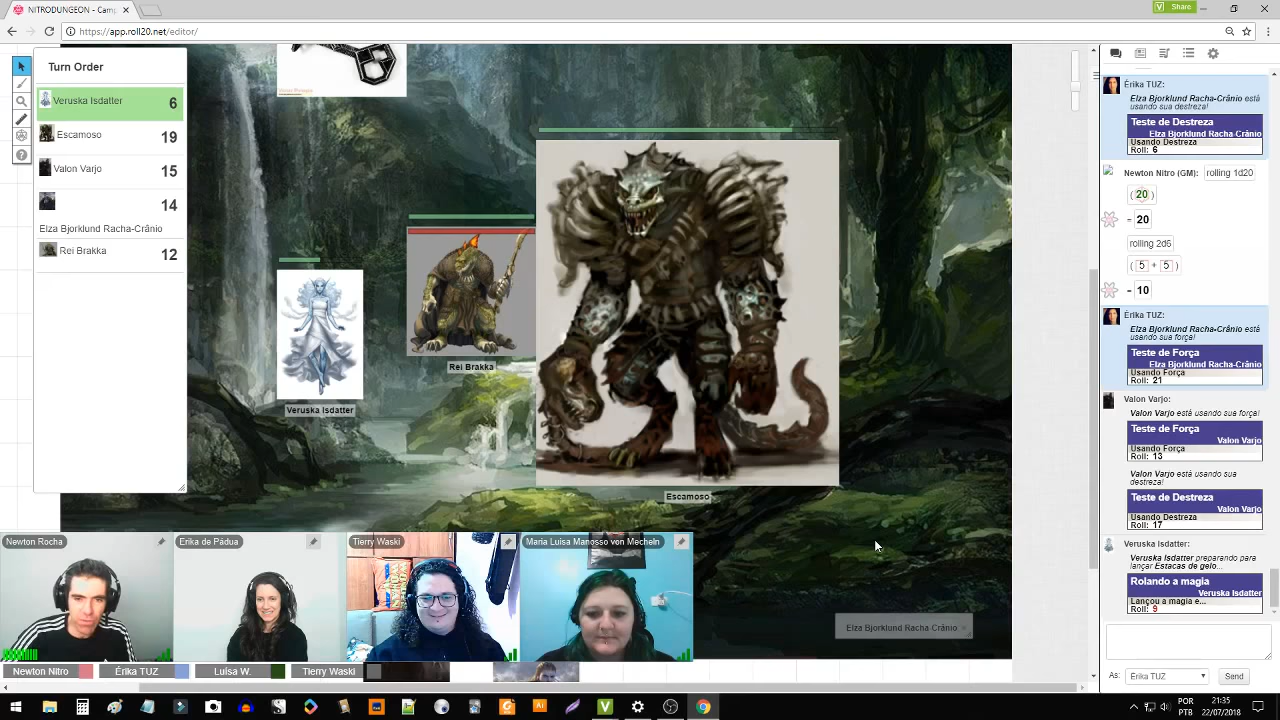 NITRODUNGEON - Cam
Share
https://app.roll20.net/editor/
Turn Order
Veruska Isdatter 6
Escamoso 19
Valon Varjo 15
14
Elza Bjorklund Racha-Crânio
Rei Brakka 12
Veruska Isdatter
Rei Brakka
Escamoso
Elza Bjorklund Racha-Crânio
Newton Rocha
Erika de Pádua
Tierry Waski
Maria Luísa Manosso von Mecheln
Newton Nitro
Érika TUZ
Luísa W.
Tierry Waski
Érika TUZ:
Elza Bjorklund Racha-Crânio está
usando sua destreza!
Teste de Destreza
Elza Bjorklund Racha-Crânio
Usando Destreza
Roll: 6
Newton Nitro (GM): rolling 1d20
( 20 )
= 20
rolling 2d6
( 5 + 5 )
= 10
Érika TUZ:
Elza Bjorklund Racha-Crânio está
usando sua força!
Teste de Força
Elza Bjorklund Racha-Crânio
Usando Força
Roll: 21
Valon Varjo:
Valon Varjo está usando sua força!
Teste de Força
Valon Varjo
Usando Força
Roll: 13
Valon Varjo está usando sua
destreza!
Teste de Destreza
Valon Varjo
Usando Destreza
Roll: 17
Veruska Isdatter:
Veruska Isdatter preparando para
lançar Estacas de gelo...
Rolando a magia
Veruska Isdatter
Lançou a magia e...
Roll: 9
As: Érika TUZ Send
POR
PTB
21:35
22/07/2018